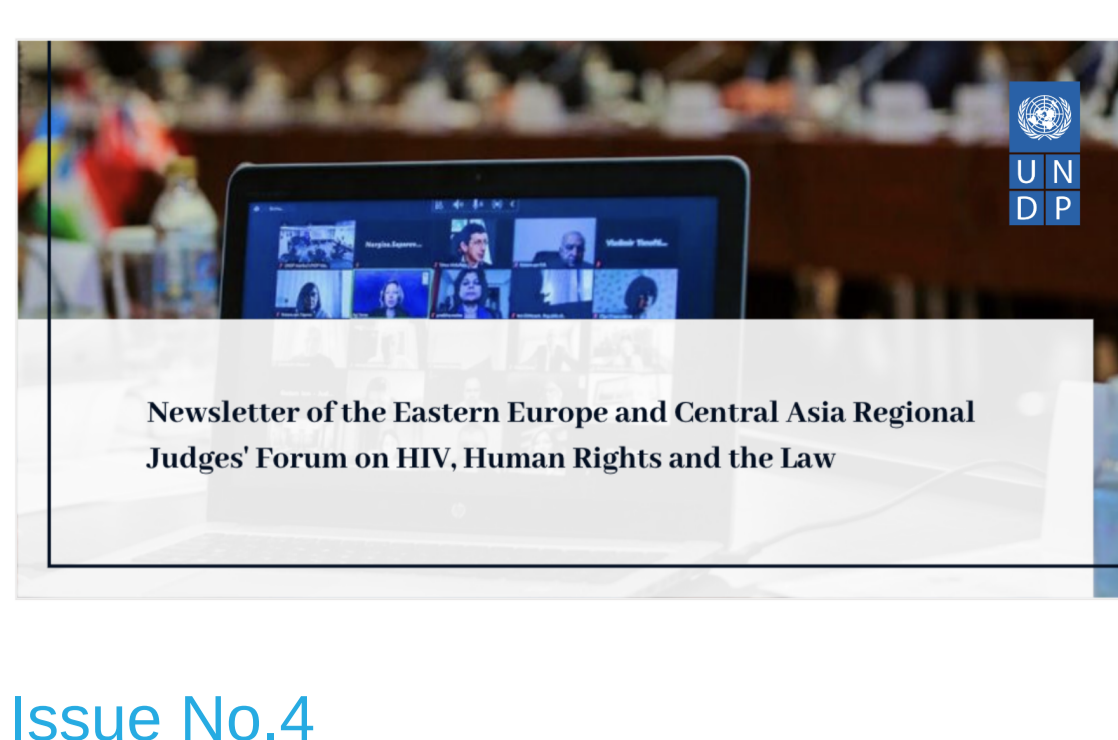 UN
DP
Newsletter of the Eastern Europe and Central Asia Regional
Judges' Forum on HIV, Human Rights and the Law
Issue No.4